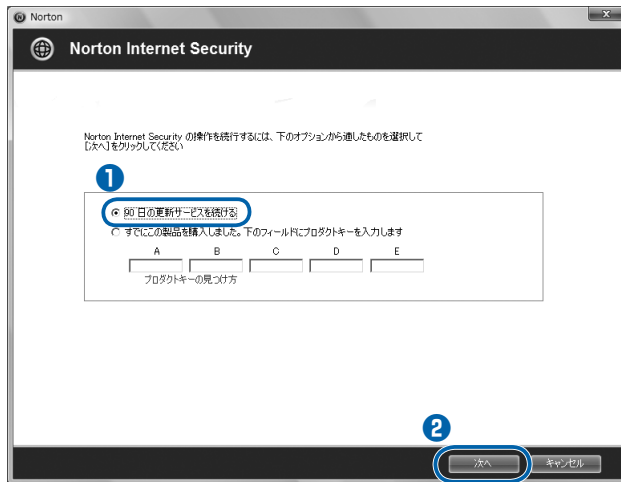 Norton
Norton Internet Security
Norton Internet Security の操作を続行するには、下のオプションから適したものを選択して
[次へ]をクリックしてください
1
90 日の更新サービスを続ける
すでにこの製品を購入しました。下のフィールドにプロダクトキーを入力します
A B C D E
プロダクトキーの見つけ方
2
次へ キャンセル